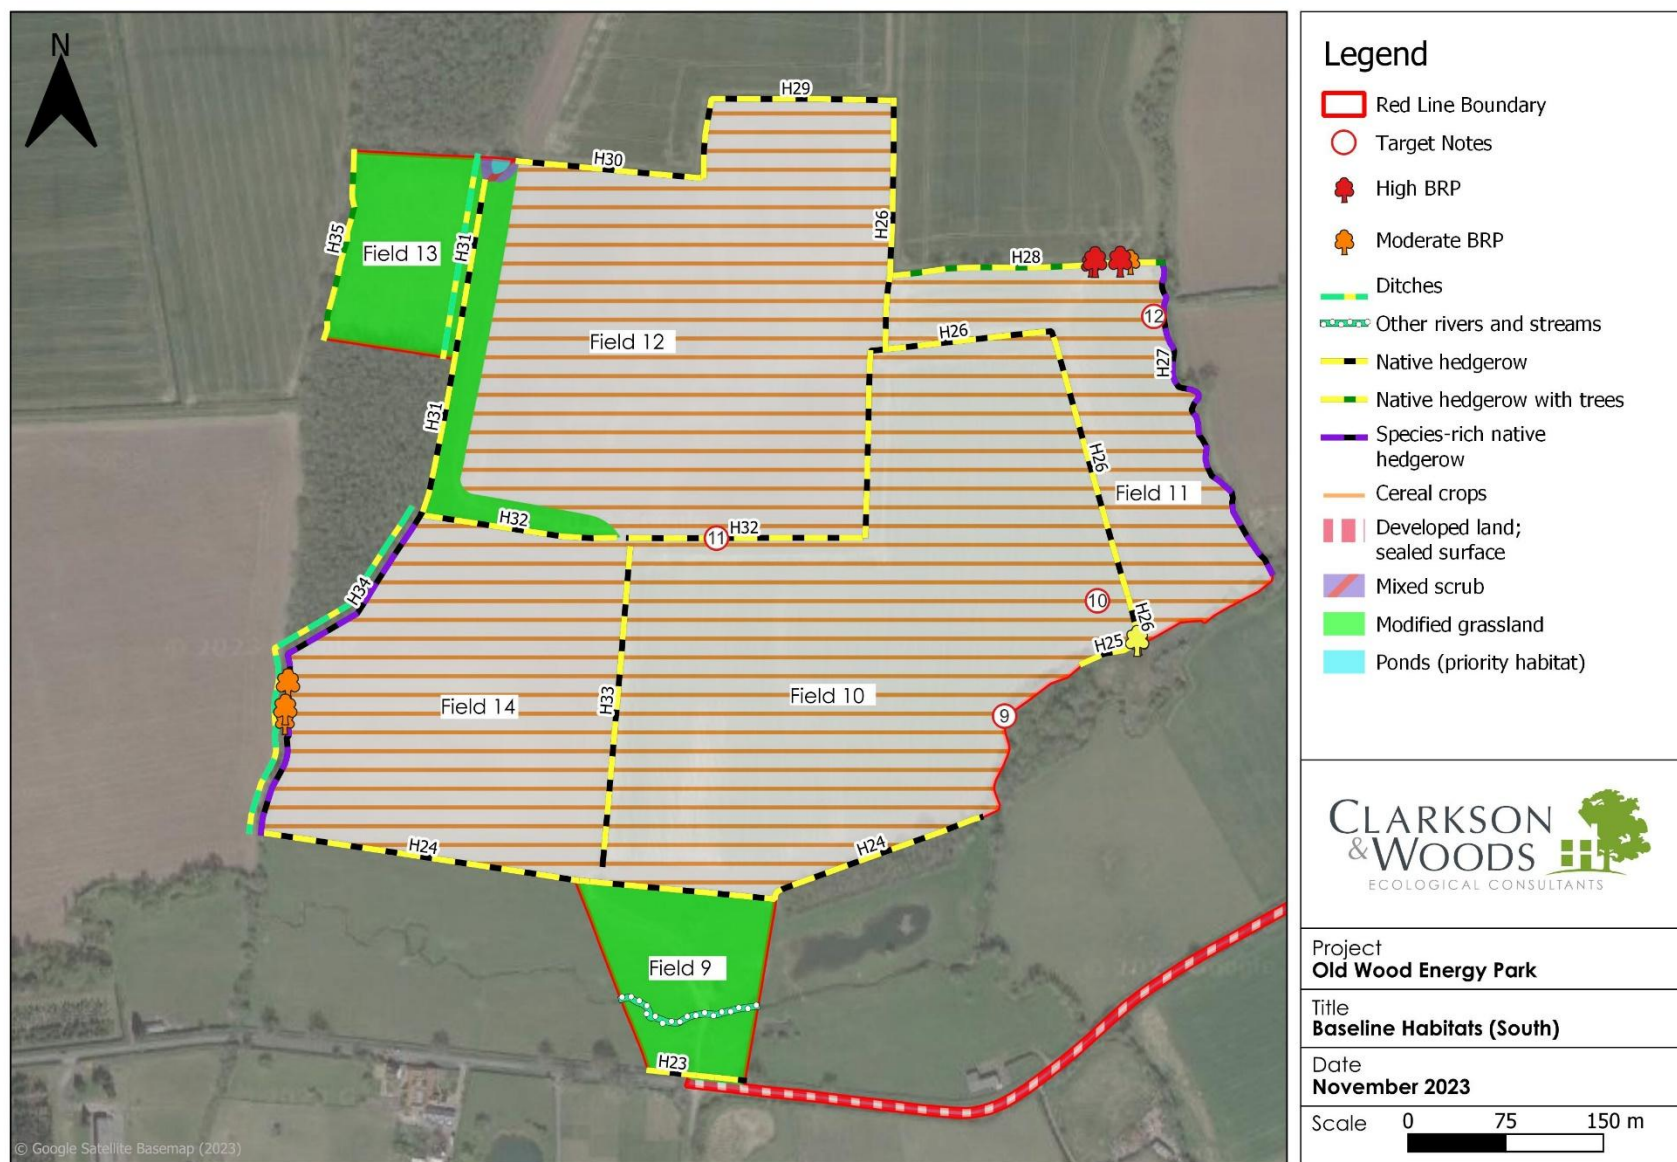 N
H29
H30
H26
H35
H31
Field 13
H28
12
H26
Field 12
H27
H31
H26
Field 11
H32
H32
11
H34
10
H26
H25
Field 14
H33
Field 10
9
H24
H24
Field 9
H23
© Google Satellite Basemap (2023)
Legend
Red Line Boundary
Target Notes
High BRP
Moderate BRP
Ditches
Other rivers and streams
Native hedgerow
Native hedgerow with trees
Species-rich native
hedgerow
Cereal crops
Developed land;
sealed surface
Mixed scrub
Modified grassland
Ponds (priority habitat)
CLARKSON
&WOODS
ECOLOGICAL CONSULTANTS
Project
Old Wood Energy Park
Title
Baseline Habitats (South)
Date
November 2023
Scale 0 75 150 m